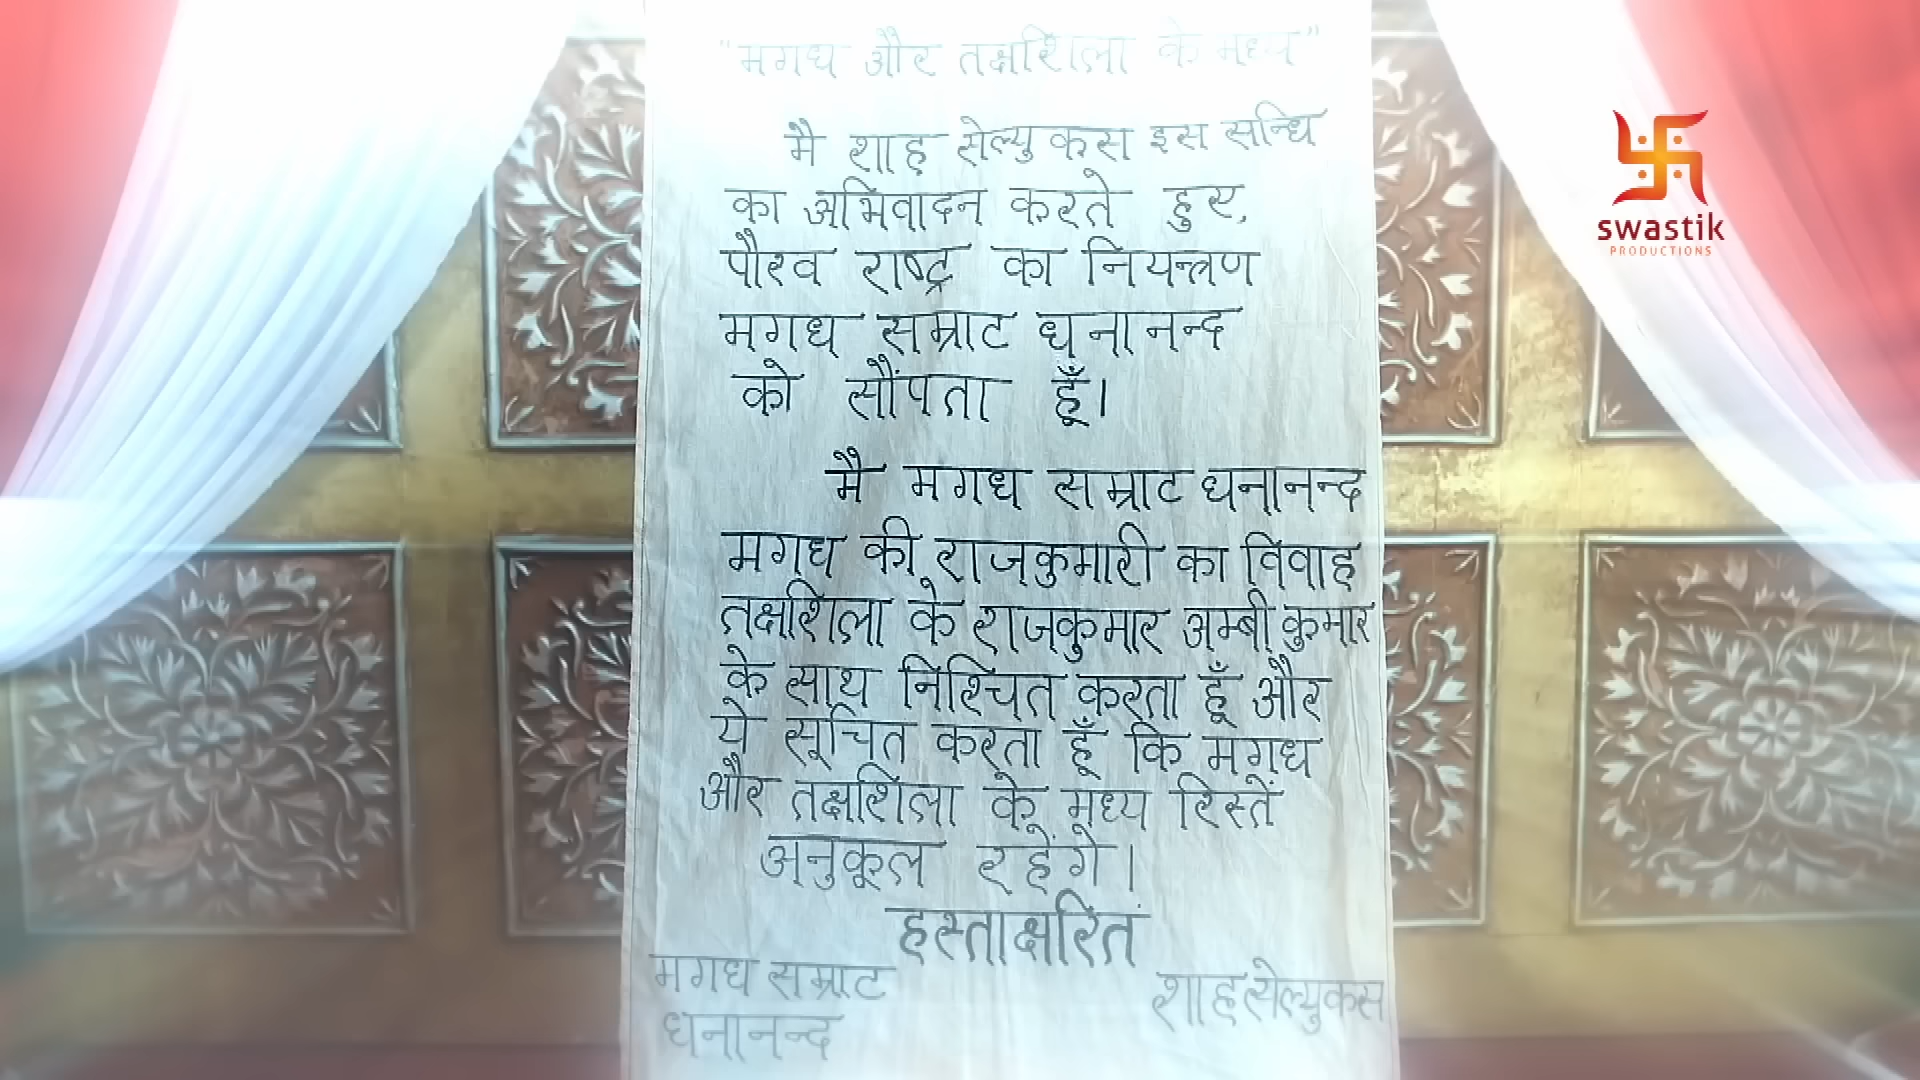 "मगध और तक्षशिला के मध्य"
मै शाह सेल्युकस इस सन्धि
का अभिवादन करते हुए,
पौरव राष्ट्र का नियन्त्रण
मगध सम्राट धनानन्द
को सौंपता हूँ।
मै मगध सम्राट धनानन्द
मगध की राजकुमारी का विवाह
तक्षशिला के राजकुमार अम्बी कुमार
के साथ निश्चित करता हूँ और
ये सूचित करता हूँ कि मगध
और तक्षशिला के मध्य रिस्तें
अनुकूल रहेंगे।
हस्ताक्षरित
मगध सम्राट
धनानन्द
शाह सेल्युकस
swastik
PRODUCTIONS